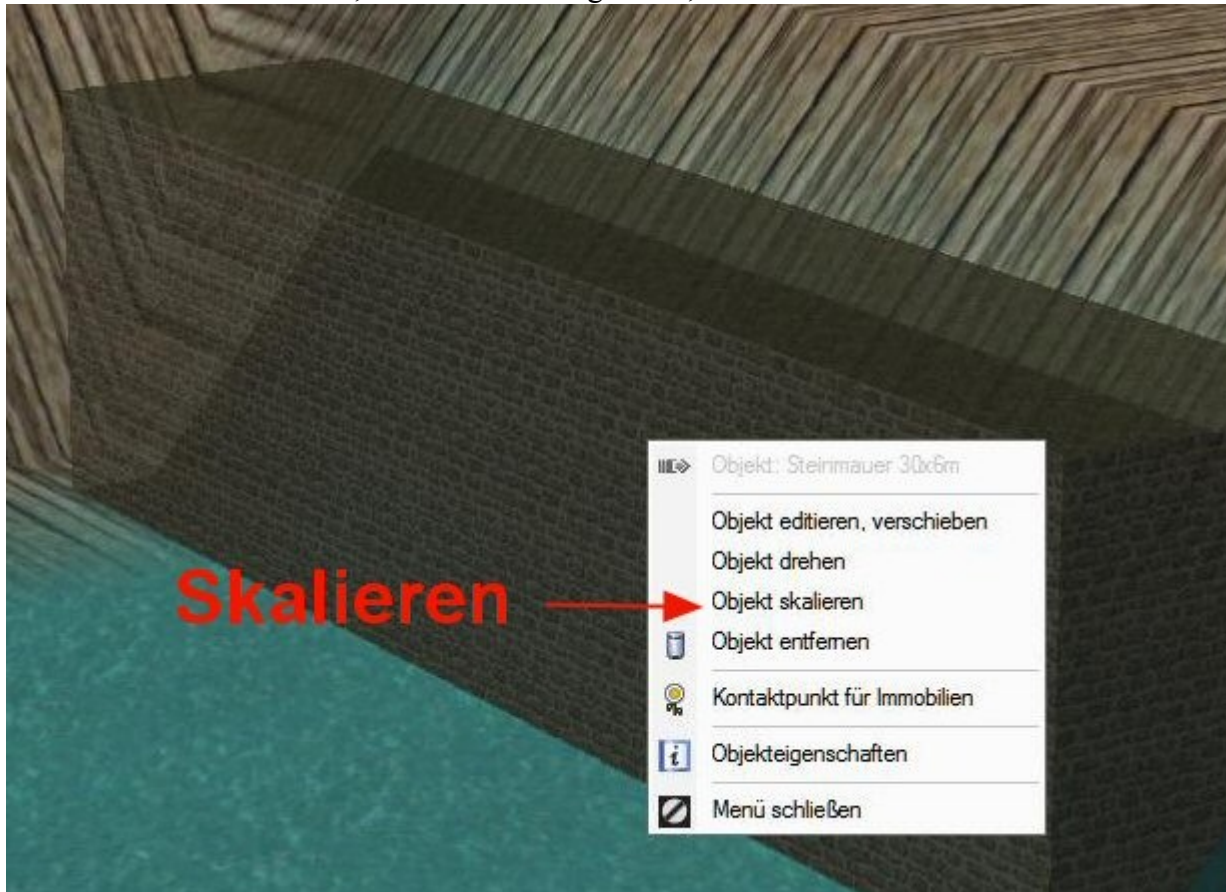 Objekt: Steinmauer 30x6m
Objekt editieren, verschieben
Objekt drehen
Skalieren
Objekt skalieren
Objekt entfernen
Kontaktpunkt für Immobilien
Objekteigenschaften
Menü schließen